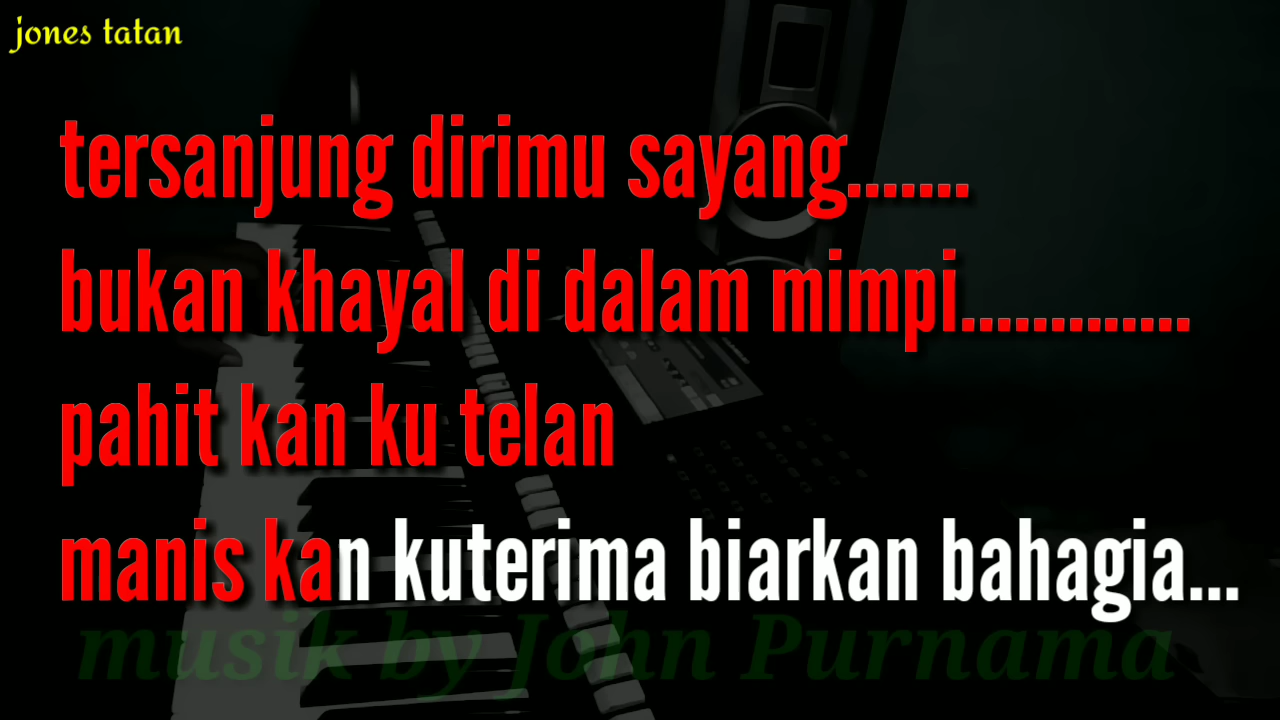 jones tatan
tersanjung dirimu sayang.......
bukan khayal di dalam mimpi.............
pahit kan ku telan
manis kan kuterima biarkan bahagia...
musik by John Purnama